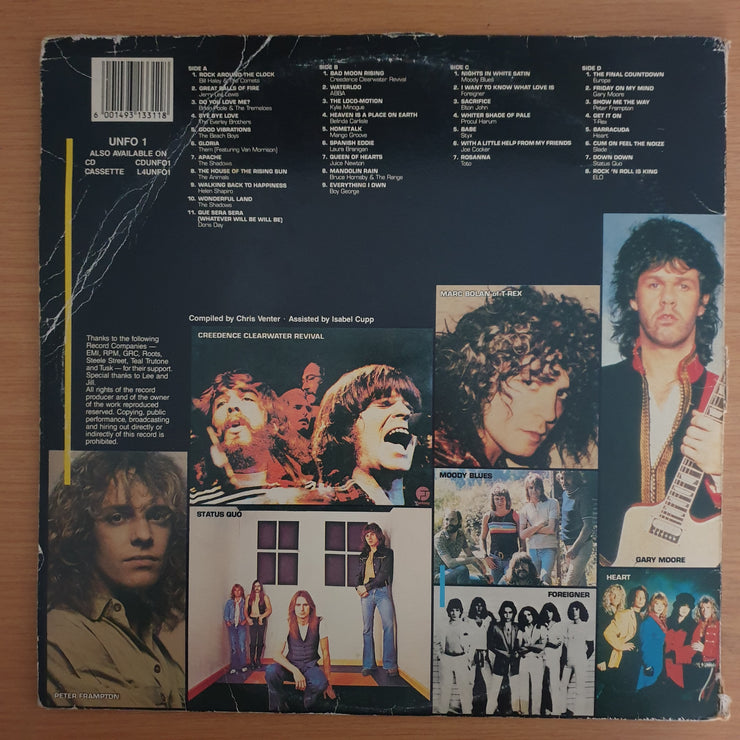 SIDE A
1. ROCK AROUND THE CLOCK
Bill Haley & The Comets
2. GREAT BALLS OF FIRE
Jerry Lee Lewis
3. DO YOU LOVE ME?
Brian Poole & The Tremeloes
4. BYE BYE LOVE
The Everley Brothers
5. GOOD VIBRATIONS
The Beach Boys
6. GLORIA
Them (Featuring Van Morrison)
7. APACHE
The Shadows
8. THE HOUSE OF THE RISING SUN
The Animals
9. WALKING BACK TO HAPPINESS
Helen Shapiro
10. WONDERFUL LAND
The Shadows
11. QUE SERA SERA
(WHATEVER WILL BE WILL BE)
Doris Day
SIDE B
1. BAD MOON RISING
Creedence Clearwater Revival
2. WATERLOO
ABBA
3. THE LOCO-MOTION
Kylie Minogue
4. HEAVEN IS A PLACE ON EARTH
Belinda Carlisle
5. HOMETALK
Mango Groove
6. SPANISH EDDIE
Laura Branigan
7. QUEEN OF HEARTS
Juice Newton
8. MANDOLIN RAIN
Bruce Hornsby & The Range
9. EVERYTHING I OWN
Boy George
SIDE C
1. NIGHTS IN WHITE SATIN
Moody Blues
2. I WANT TO KNOW WHAT LOVE IS
Foreigner
3. SACRIFICE
Elton John
4. WHITER SHADE OF PALE
Procul Harum
5. BABE
Styx
6. WITH A LITTLE HELP FROM MY FRIENDS
Joe Cocker
7. ROSANNA
Toto
SIDE D
1. THE FINAL COUNTDOWN
Europe
2. FRIDAY ON MY MIND
Gary Moore
3. SHOW ME THE WAY
Peter Frampton
4. GET IT ON
T-Rex
5. BARRACUDA
Heart
6. CUM ON FEEL THE NOIZE
Slade
7. DOWN DOWN
Status Quo
8. ROCK 'N ROLL IS KING
ELO
6 001493 133118
UNFO 1
ALSO AVAILABLE ON
CD CDUNFO1
CASSETTE L4UNFO1
Compiled by Chris Venter · Assisted by Isabel Cupp
Thanks to the following
Record Companies —
EMI, RPM, GRC, Roots,
Steele Street, Teal Trutone
and Tusk — for their support.
Special thanks to Lee and
Jill.
All rights of the record
producer and of the owner
of the work reproduced
reserved. Copying, public
performance, broadcasting
and hiring out directly or
indirectly of this record is
prohibited.
CREEDENCE CLEARWATER REVIVAL
MARC BOLAN of T-REX
MOODY BLUES
GARY MOORE
STATUS QUO
FOREIGNER
HEART
PETER FRAMPTON